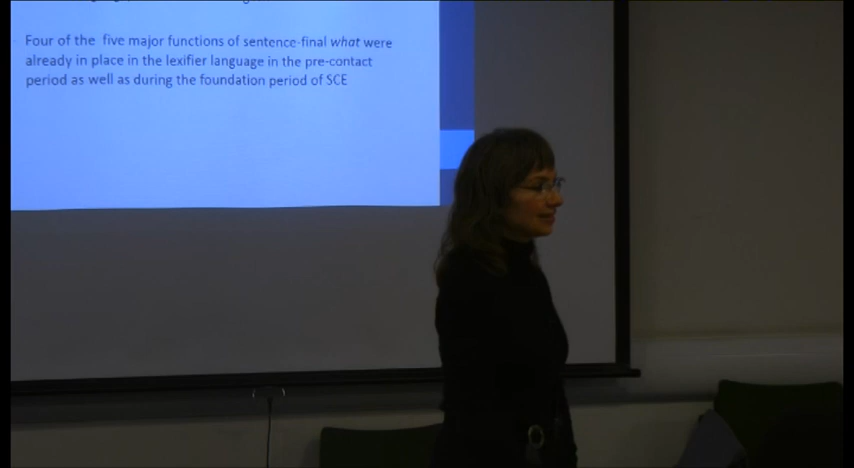 Four of the five major functions of sentence-final what were
already in place in the lexifier language in the pre-contact
period as well as during the foundation period of SCE